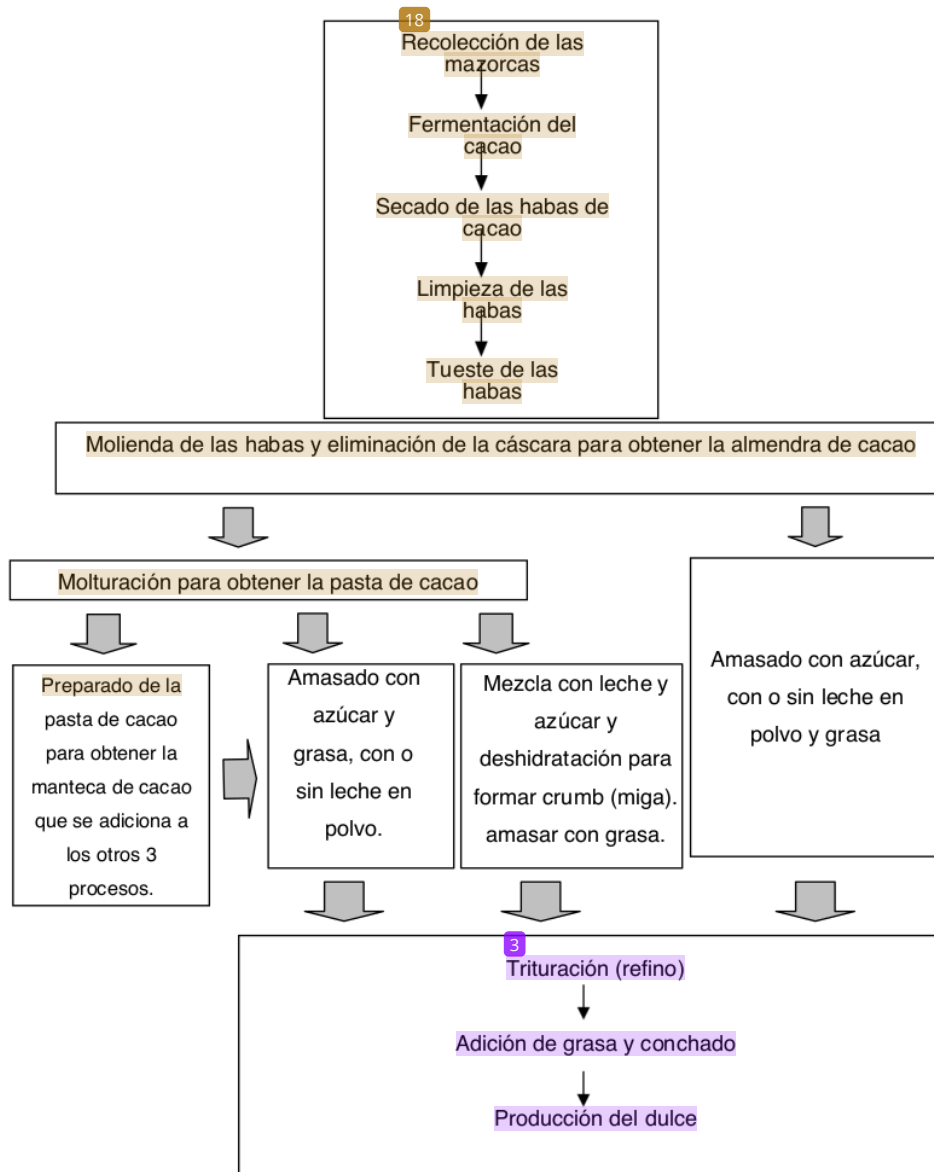 18
Recolección de las
mazorcas
Fermentación del
cacao
Secado de las habas de
cacao
Limpieza de las
habas
Tueste de las
habas
Molienda de las habas y eliminación de la cáscara para obtener la almendra de cacao
Molturación para obtener la pasta de cacao
Preparado de la
pasta de cacao
para obtener la
manteca de cacao
que se adiciona a
los otros 3
procesos.
Amasado con
azúcar y
grasa, con o
sin leche en
polvo.
Mezcla con leche y
azúcar y
deshidratación para
formar crumb (miga).
amasar con grasa.
Amasado con azúcar,
con o sin leche en
polvo y grasa
3
Trituración (refino)
Adición de grasa y conchado
Producción del dulce